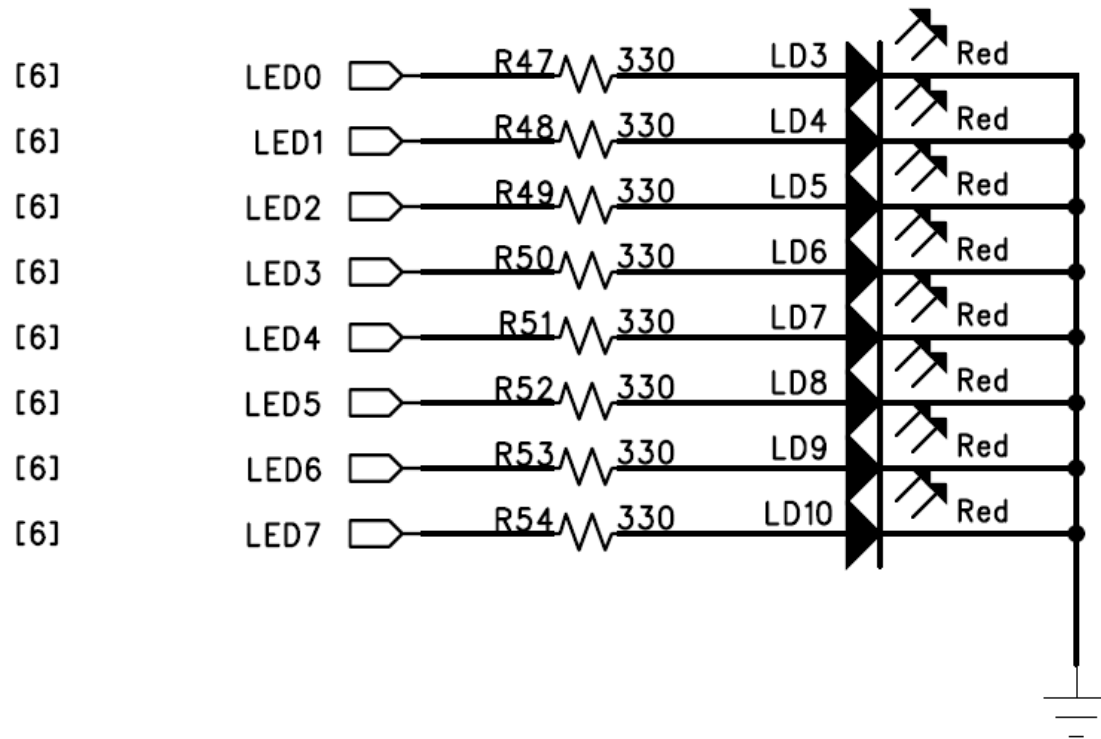 [6] LED0 R47 330 LD3 Red
[6] LED1 R48 330 LD4 Red
[6] LED2 R49 330 LD5 Red
[6] LED3 R50 330 LD6 Red
[6] LED4 R51 330 LD7 Red
[6] LED5 R52 330 LD8 Red
[6] LED6 R53 330 LD9 Red
[6] LED7 R54 330 LD10 Red